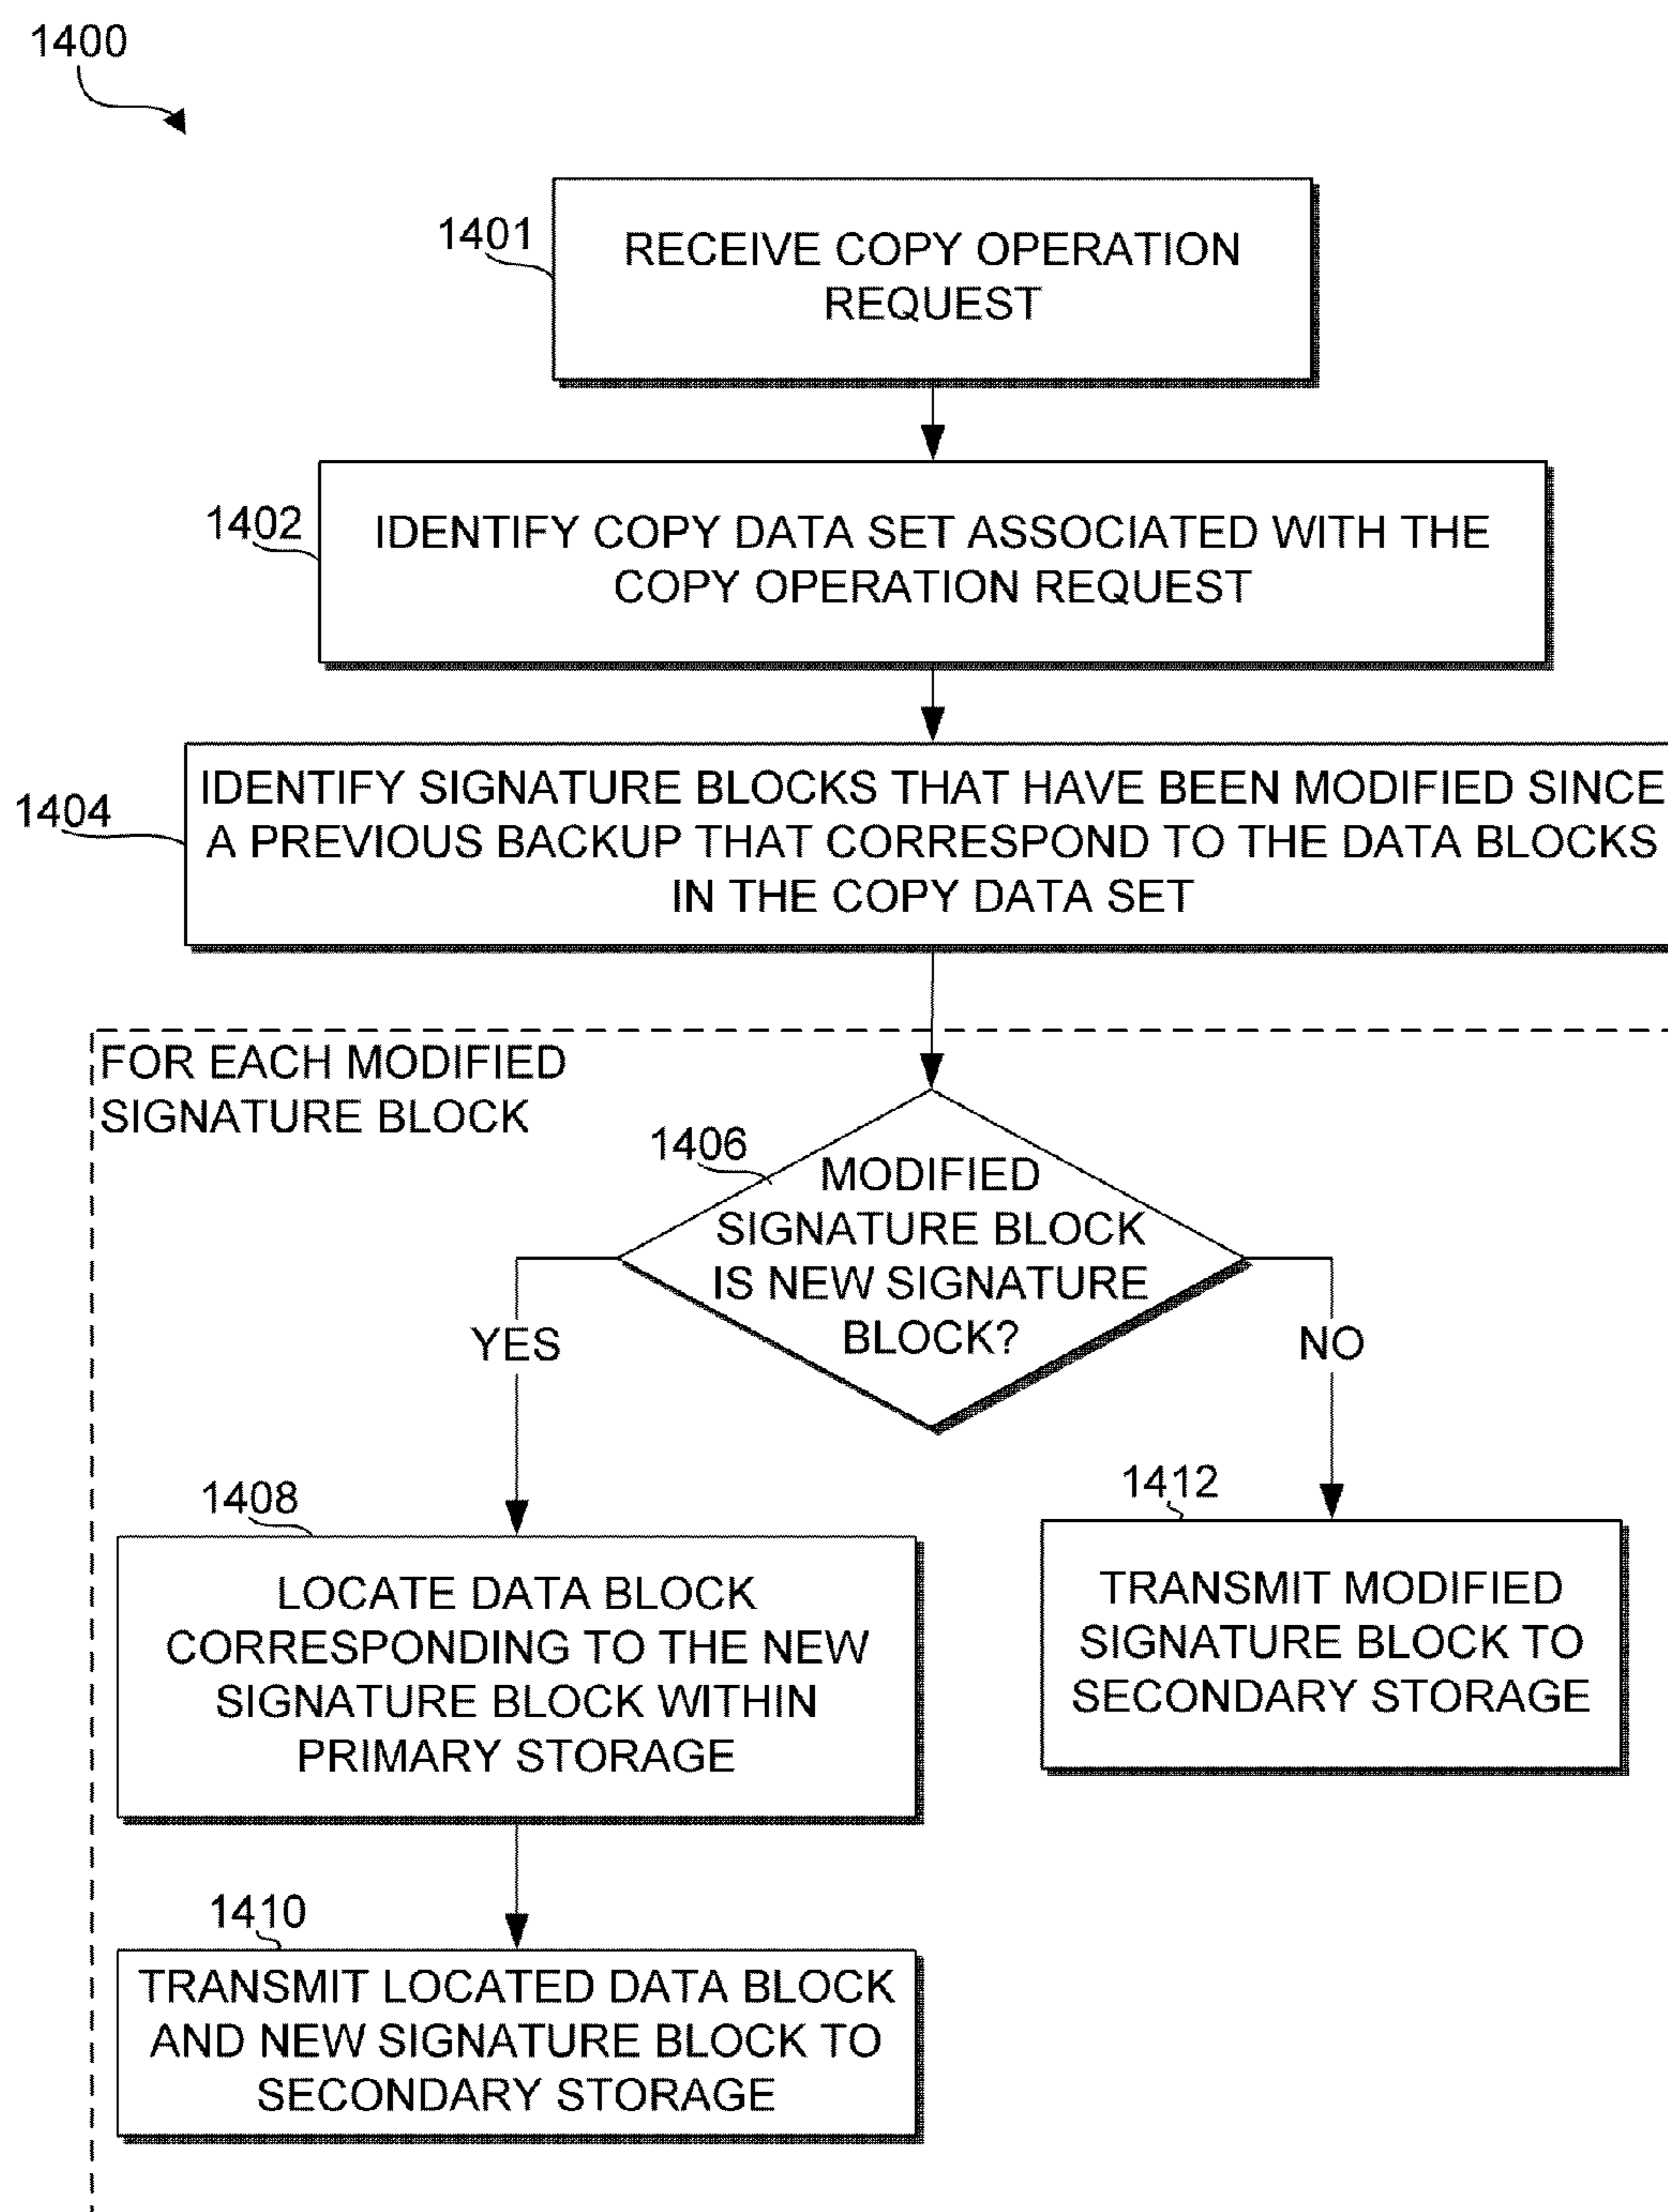 1400
1401
RECEIVE COPY OPERATION
REQUEST
1402
IDENTIFY COPY DATA SET ASSOCIATED WITH THE
COPY OPERATION REQUEST
1404
IDENTIFY SIGNATURE BLOCKS THAT HAVE BEEN MODIFIED SINCE
A PREVIOUS BACKUP THAT CORRESPOND TO THE DATA BLOCKS
IN THE COPY DATA SET
FOR EACH MODIFIED
SIGNATURE BLOCK
1406
MODIFIED
SIGNATURE BLOCK
IS NEW SIGNATURE
BLOCK?
YES
NO
1408
LOCATE DATA BLOCK
CORRESPONDING TO THE NEW
SIGNATURE BLOCK WITHIN
PRIMARY STORAGE
1412
TRANSMIT MODIFIED
SIGNATURE BLOCK TO
SECONDARY STORAGE
1410
TRANSMIT LOCATED DATA BLOCK
AND NEW SIGNATURE BLOCK TO
SECONDARY STORAGE